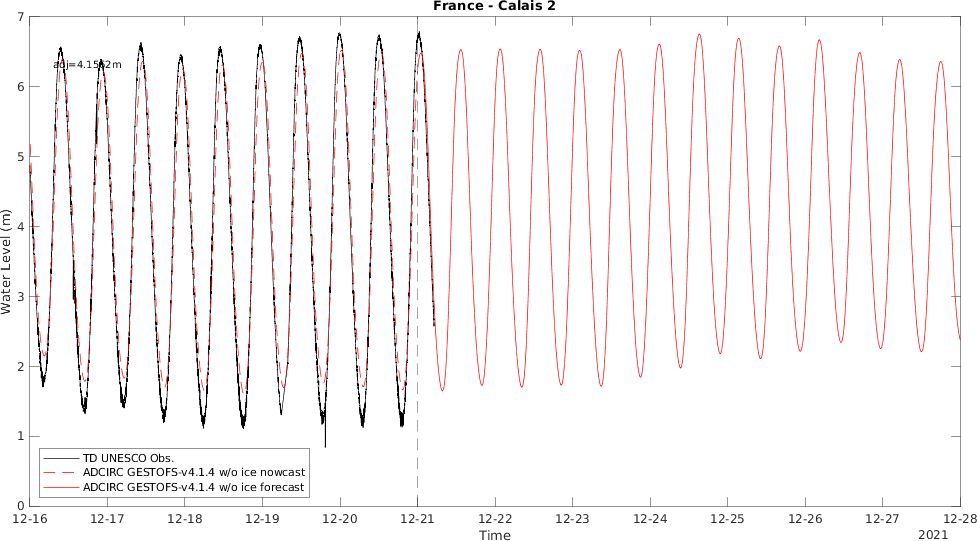 France - Calais 2
7
adj=4.1562m
6
5
4
3
2
1
0
Water Level (m)
TD UNESCO Obs.
ADCIRC GESTOFS-v4.1.4 w/o ice nowcast
ADCIRC GESTOFS-v4.1.4 w/o ice forecast
12-16 12-17 12-18 12-19 12-20 12-21 12-22 12-23 12-24 12-25 12-26 12-27 12-28
Time
2021